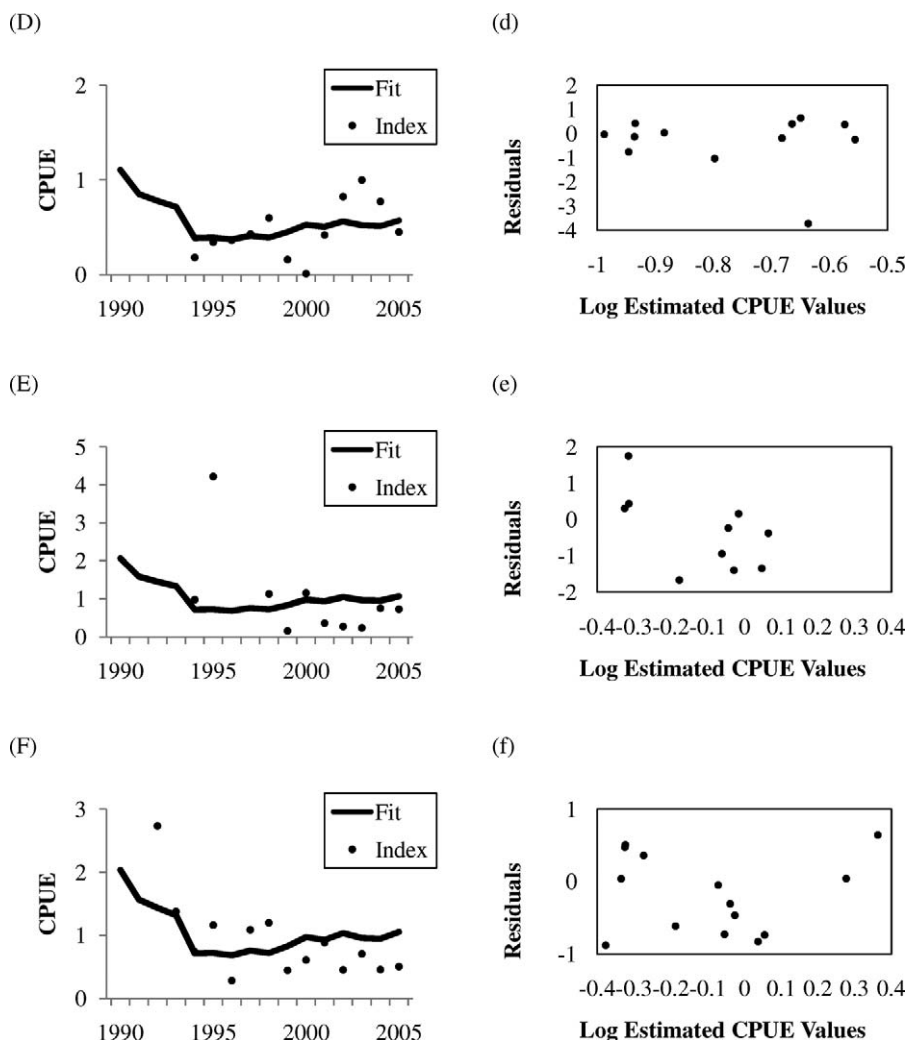 (D)
2
1
0
CPUE
Fit
Index
1990 1995 2000 2005
(d)
2
1
0
-1
-2
-3
-4
Residuals
-1 -0.9 -0.8 -0.7 -0.6 -0.5
Log Estimated CPUE Values
(E)
5
4
3
2
1
0
CPUE
Fit
Index
1990 1995 2000 2005
(e)
2
1
0
-1
-2
Residuals
-0.4 -0.3 -0.2 -0.1 0 0.1 0.2 0.3 0.4
Log Estimated CPUE Values
(F)
3
2
1
0
CPUE
Fit
Index
1990 1995 2000 2005
(f)
1
0
-1
Residuals
-0.4 -0.3 -0.2 -0.1 0 0.1 0.2 0.3 0.4
Log Estimated CPUE Values